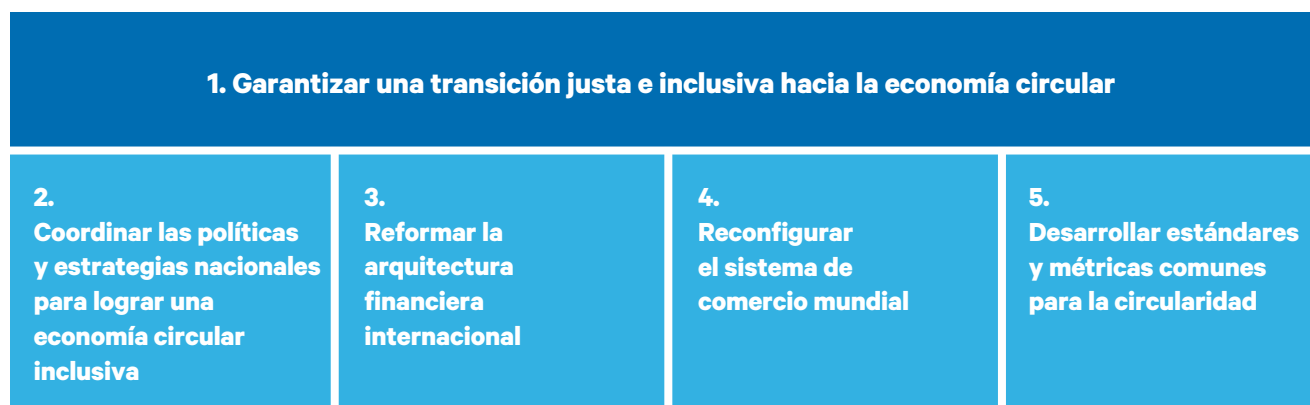 1. Garantizar una transición justa e inclusiva hacia la economía circular
2.
Coordinar las políticas
y estrategias nacionales
para lograr una
economía circular
inclusiva
3.
Reformar la
arquitectura
financiera
internacional
4.
Reconfigurar
el sistema de
comercio mundial
5.
Desarrollar estándares
y métricas comunes
para la circularidad